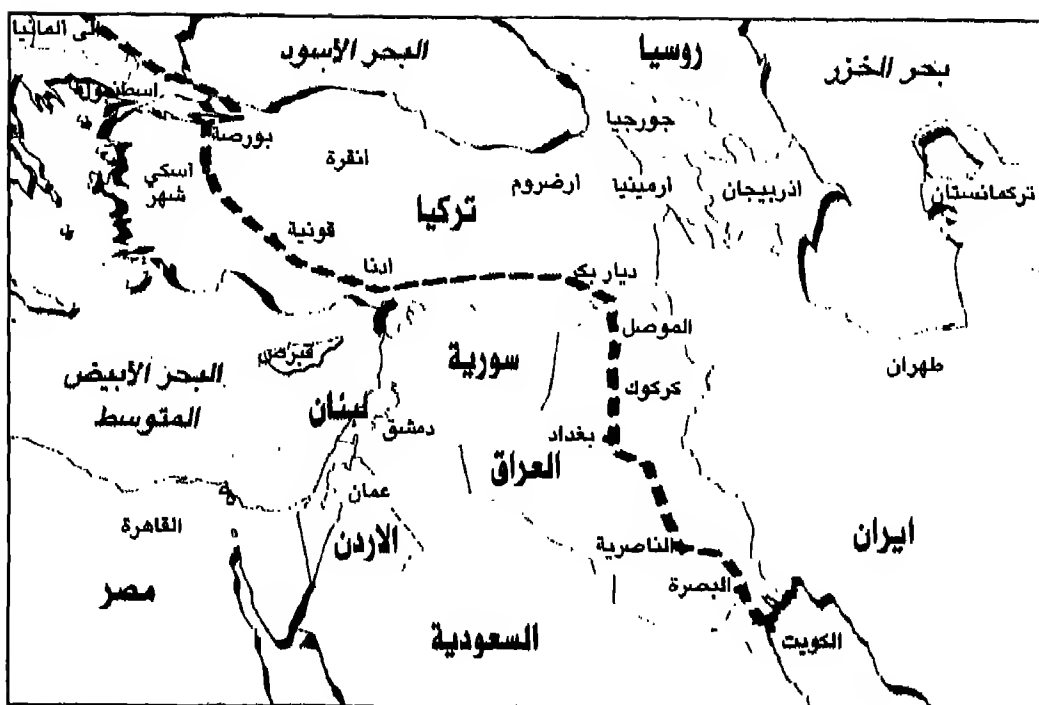 الى المانيا
البحر الأسود
روسيا
بحر الخزر
اسطنبول
بورصة
جورجيا
انقرة
اسكي
شهر
ارضروم
ارمينيا
اذربيجان
تركمانستان
تركيا
قونية
ادنا
ديار بكر
الموصل
سورية
طهران
قبرص
كركوك
البحر الأبيض
المتوسط
لبنان
دمشق
بغداد
العراق
عمان
القاهرة
الاردن
الناصرية
ايران
البصرة
مصر
السعودية
الكويت